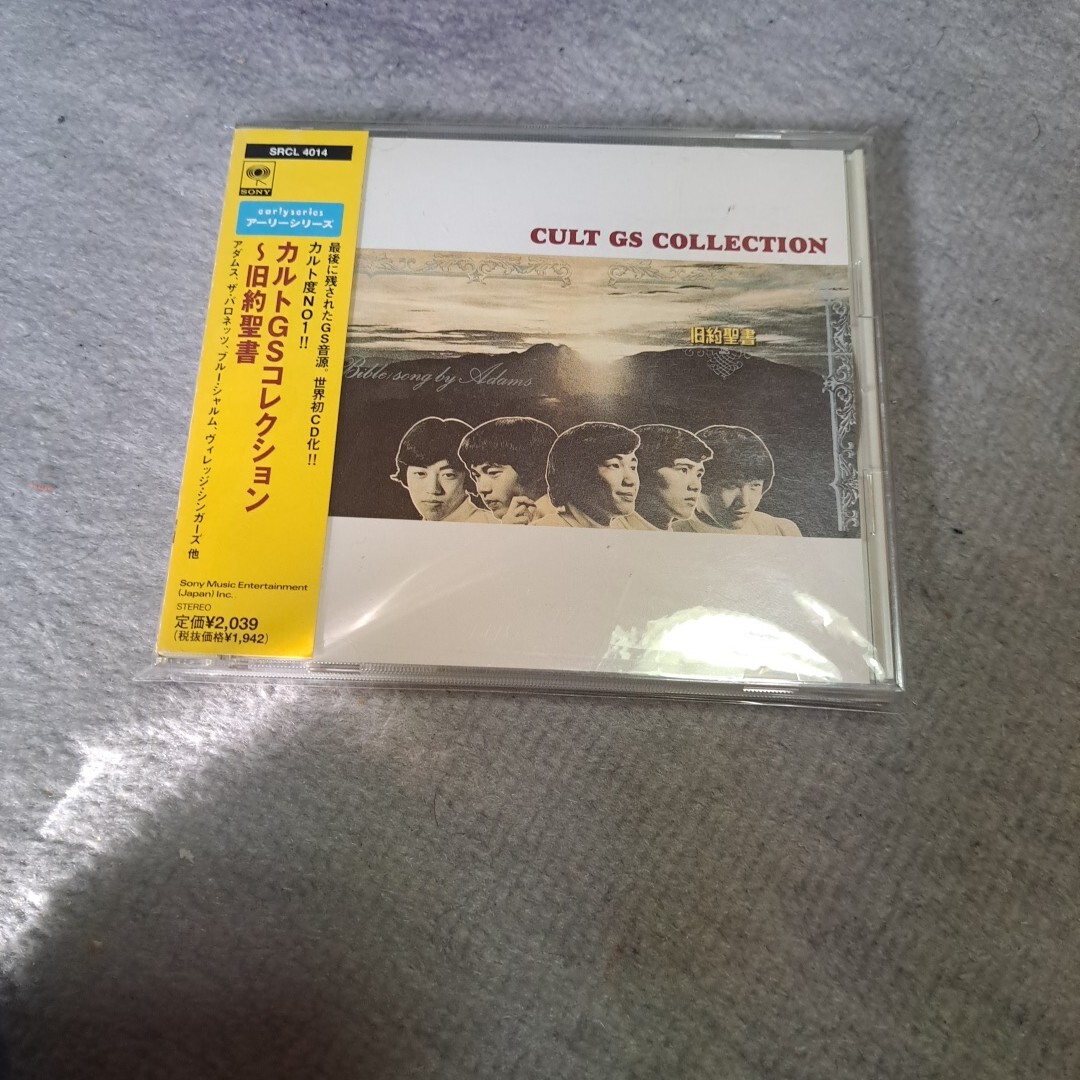 SRCL 4014
SONY
early series
アーリーシリーズ
最後に残されたGS音源。世界初CD化!!
カルト度NO1!!
カルトGSコレクション
~旧約聖書
アダムス、ザ・バロネッツ、ブルー・シャルム、ヴィレッジ・シンガーズ 他
Sony Music Entertainment
(Japan) Inc.
STEREO
定価¥2,039
(税抜価格¥1,942)
CULT GS COLLECTION
旧約聖書
Bible song by Adams